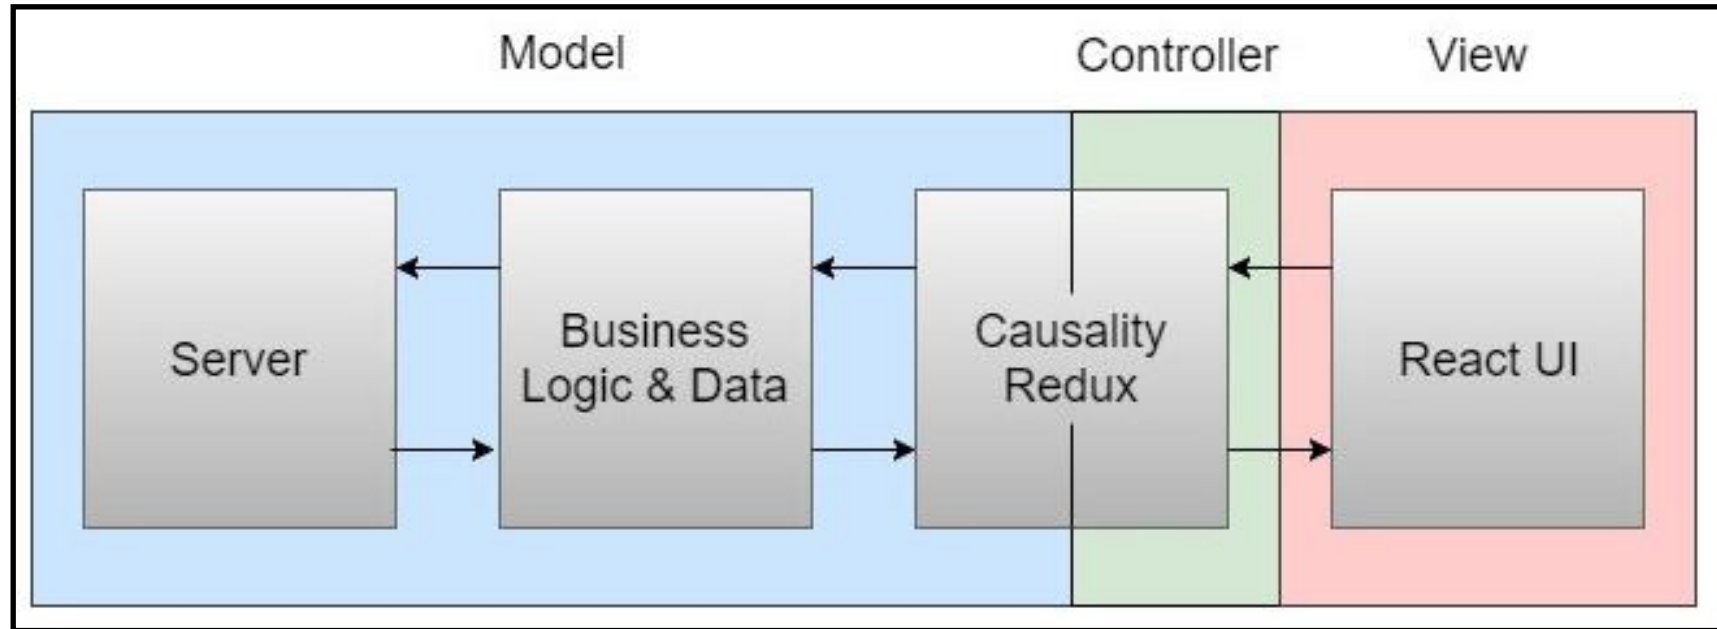 Model
Controller
View
Server
Business
Logic & Data
Causality
Redux
React UI